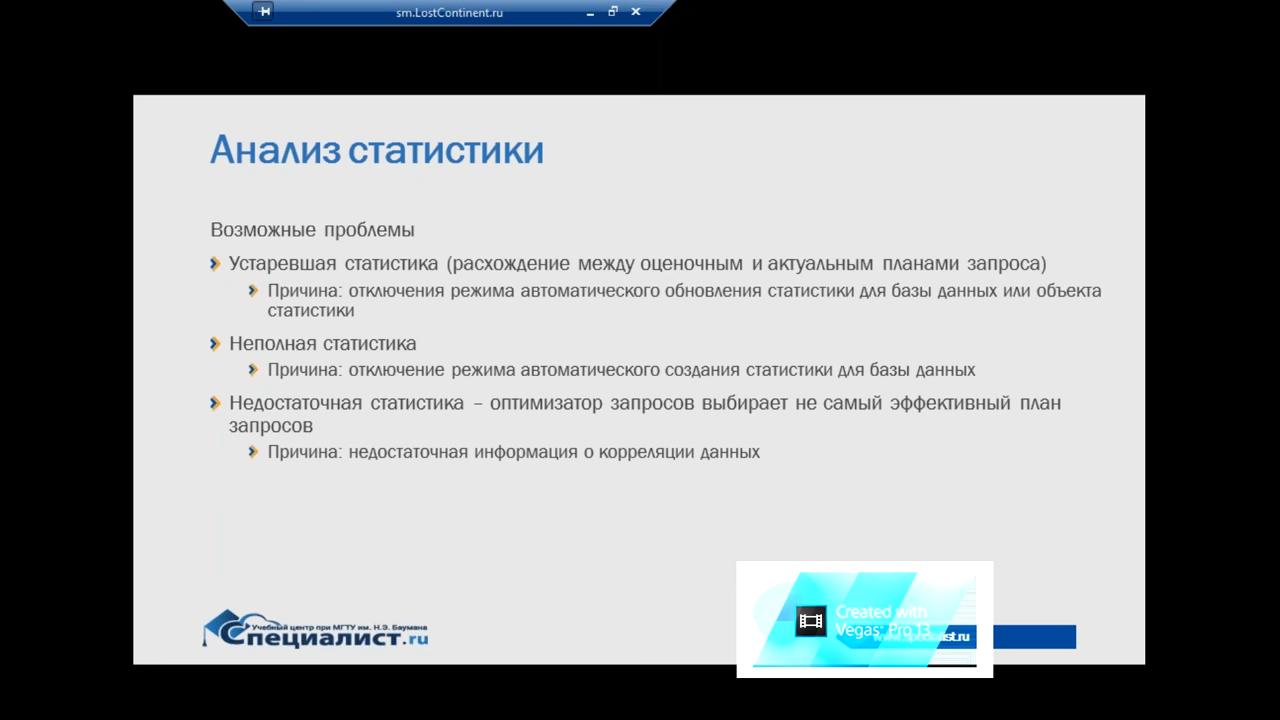 sm.LostContinent.ru
Анализ статистики
Возможные проблемы
Устаревшая статистика (расхождение между оценочным и актуальным планами запроса)
Причина: отключения режима автоматического обновления статистики для базы данных или объекта
статистики
Неполная статистика
Причина: отключение режима автоматического создания статистики для базы данных
Недостаточная статистика – оптимизатор запросов выбирает не самый эффективный план
запросов
Причина: недостаточная информация о корреляции данных
Учебный центр при МГТУ им. Н.Э. Баумана
Специалист.ru
Created with
Vegas Pro 13